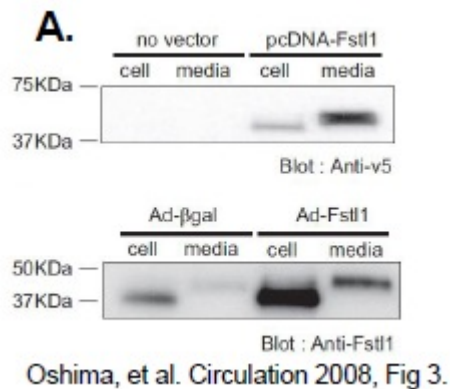 A.
no vector pcDNA-Fstl1
cell media cell media
75KDa
37KDa
Blot : Anti-v5
Ad-βgal Ad-Fstl1
cell media cell media
50KDa
37KDa
Blot : Anti-Fstl1
Oshima, et al. Circulation 2008, Fig 3.